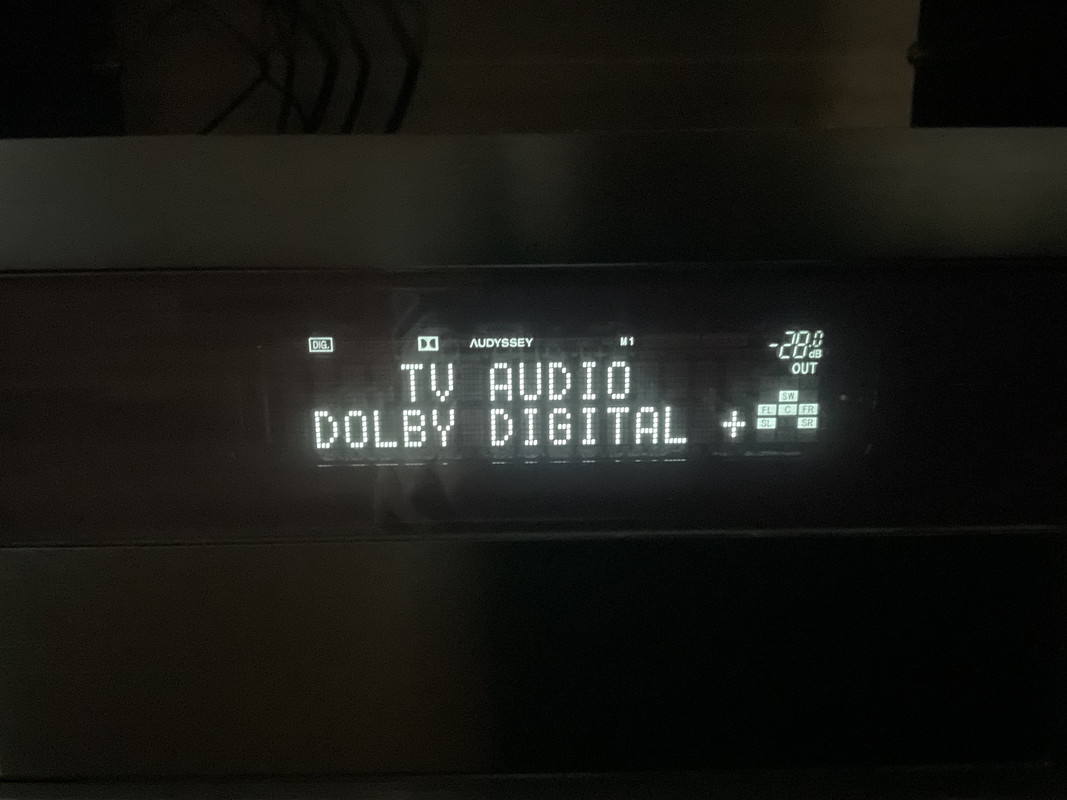 DIG. AUDYSSEY M1 -28.0 dB
OUT
TV AUDIO
SW
FL C FR
SL SR
DOLBY DIGITAL +